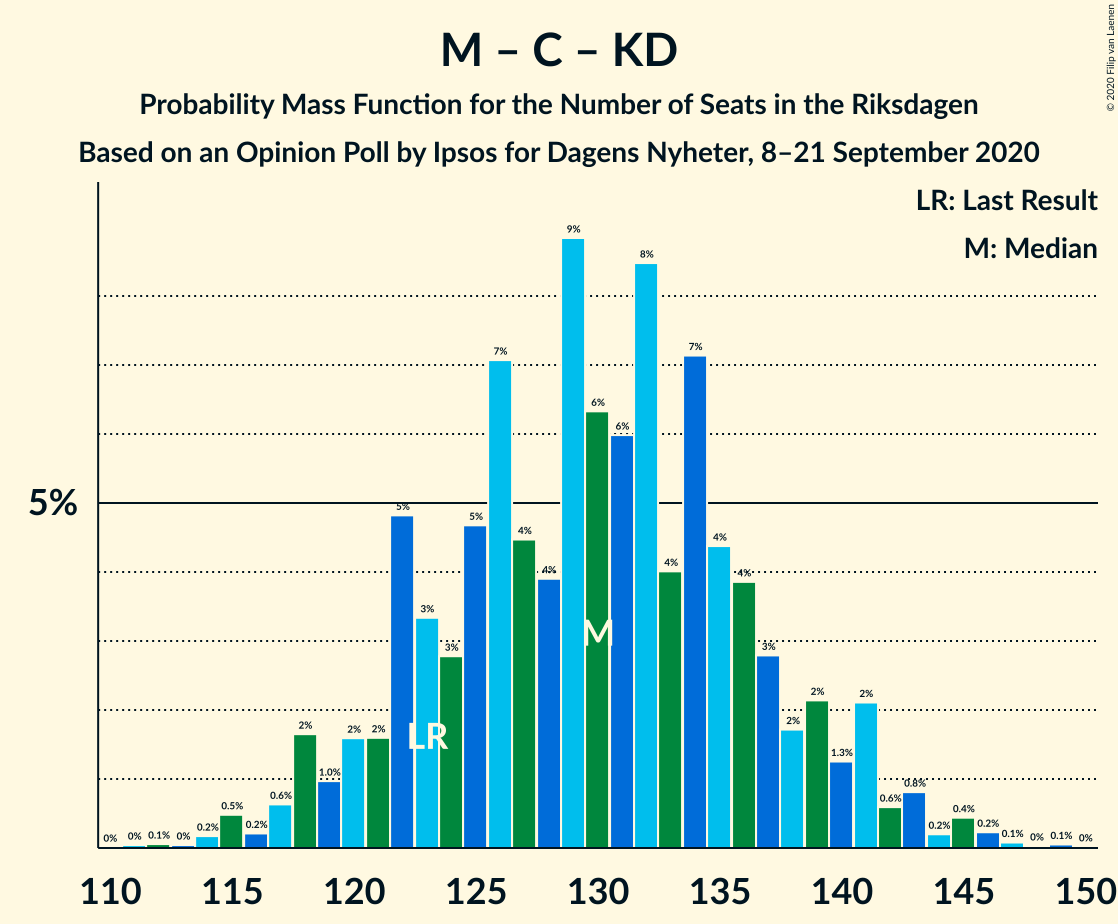 © 2020 Filip van Laenen
M – C – KD
Probability Mass Function for the Number of Seats in the Riksdagen
Based on an Opinion Poll by Ipsos for Dagens Nyheter, 8–21 September 2020
LR: Last Result
M: Median
5%
0% 0% 0.1% 0% 0.2% 0.5% 0.2% 0.6% 2% 1.0% 2% 2% 5% 3% 3% 5% 7% 4% 4% 9% 6% 6% 8% 4% 7% 4% 4% 3% 2% 2% 1.3% 2% 0.6% 0.8% 0.2% 0.4% 0.2% 0.1% 0% 0.1% 0%
M
LR
110 115 120 125 130 135 140 145 150